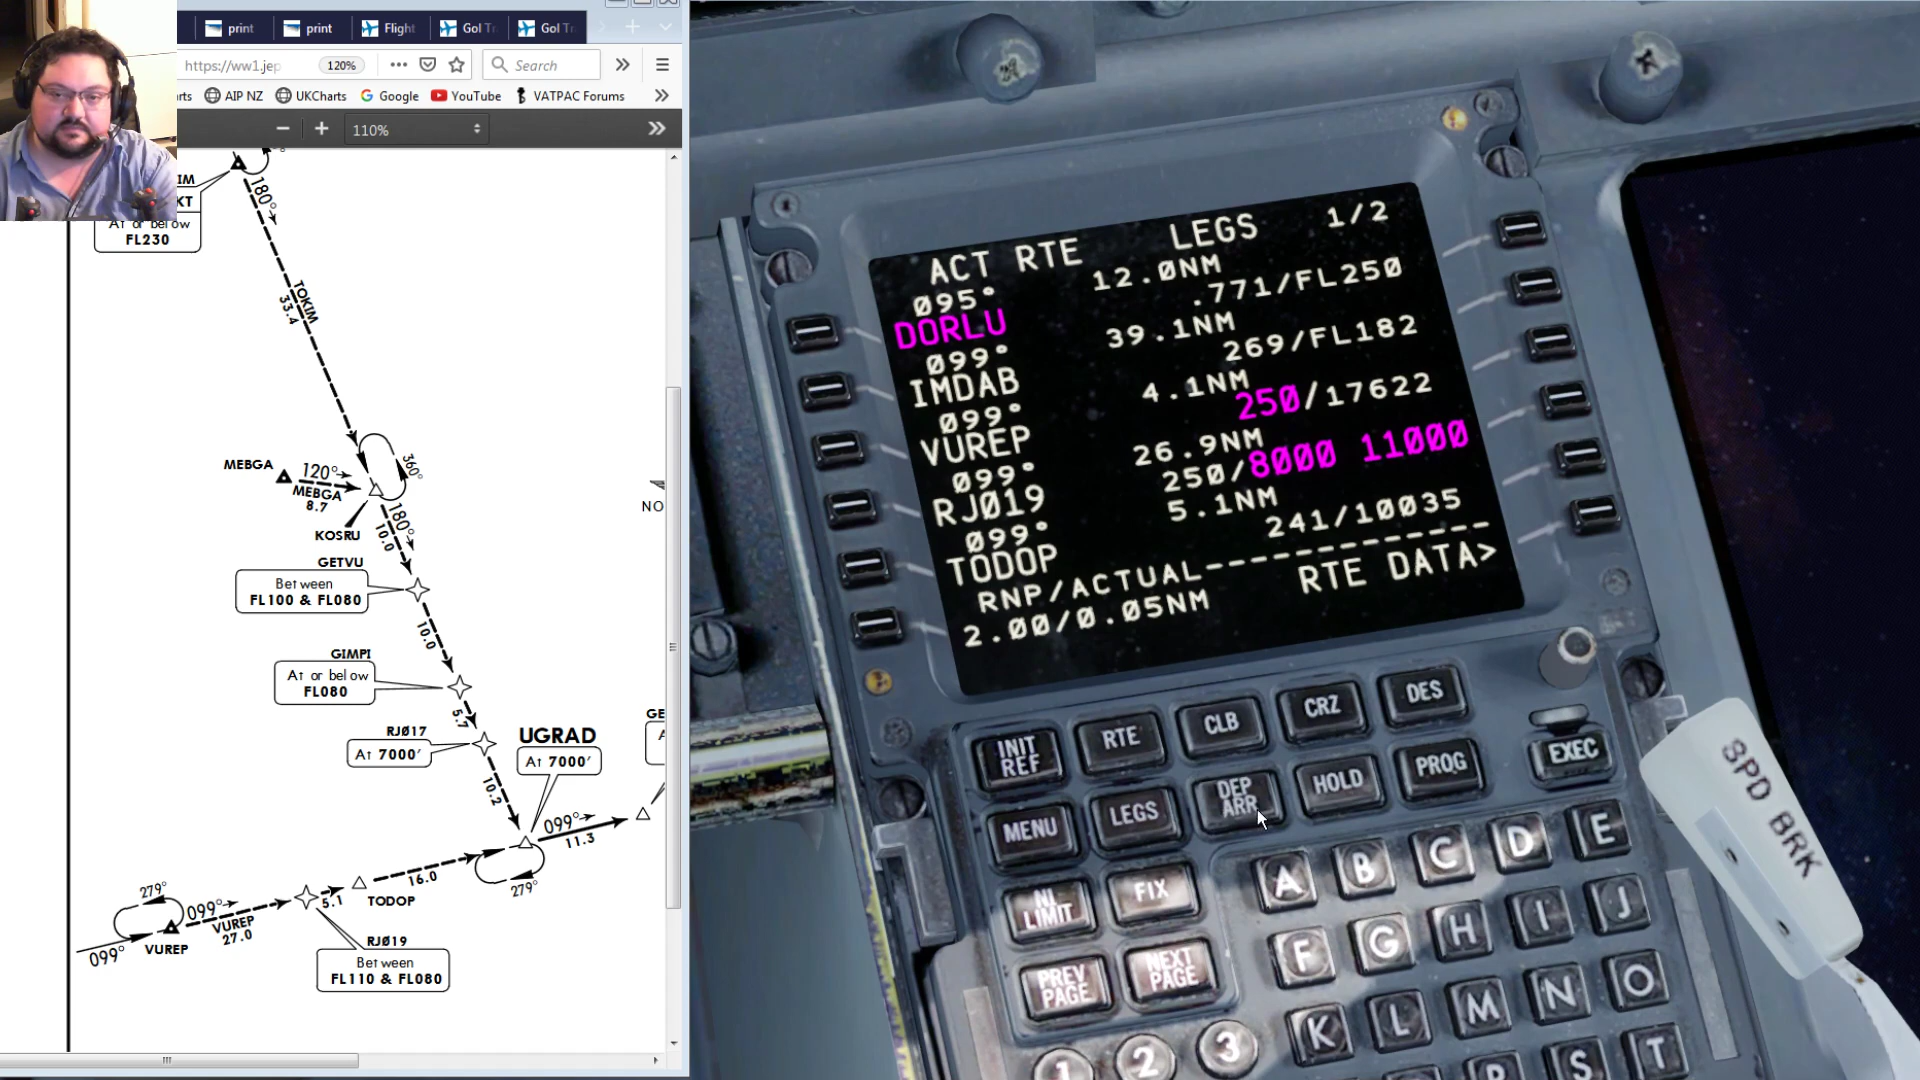 print
print
Flight
Gol Tr
Gol Tr
https://ww1.jep
120%
Search
rts
AIP NZ
UKCharts
Google
YouTube
VATPAC Forums
110%
IM
KT
180°
At or below
FL230
TOKIM
33.4
MEBGA
120°
MEBGA
8.7
360°
180°
10.0
KOSRU
GETVU
Between
FL100 & FL080
10.0
GIMPI
At or below
FL080
5.7
RJØ17
At 7000′
UGRAD
At 7000′
10.2
NO
GE
A
099°
11.3
279°
16.0
TODOP
5.1
279°
099°
VUREP
27.0
VUREP
099°
RJØ19
Between
FL110 & FL080
ACT RTE LEGS 1/2
095° 12.0NM
DORLU .771/FL250
099° 39.1NM
IMDAB 269/FL182
099° 4.1NM
VUREP 250/17622
099° 26.9NM
RJ019 250/8000 11000
099° 5.1NM
TODOP 241/10035
RNP/ACTUAL--------------
2.00/0.05NM RTE DATA>
INIT REF
RTE
CLB
CRZ
DES
MENU
LEGS
DEP ARR
HOLD
PROG
EXEC
N1 LIMIT
FIX
PREV PAGE
NEXT PAGE
A B C D E
F G H I J
K L M N O
R S T
1 2 3
SPD BRK